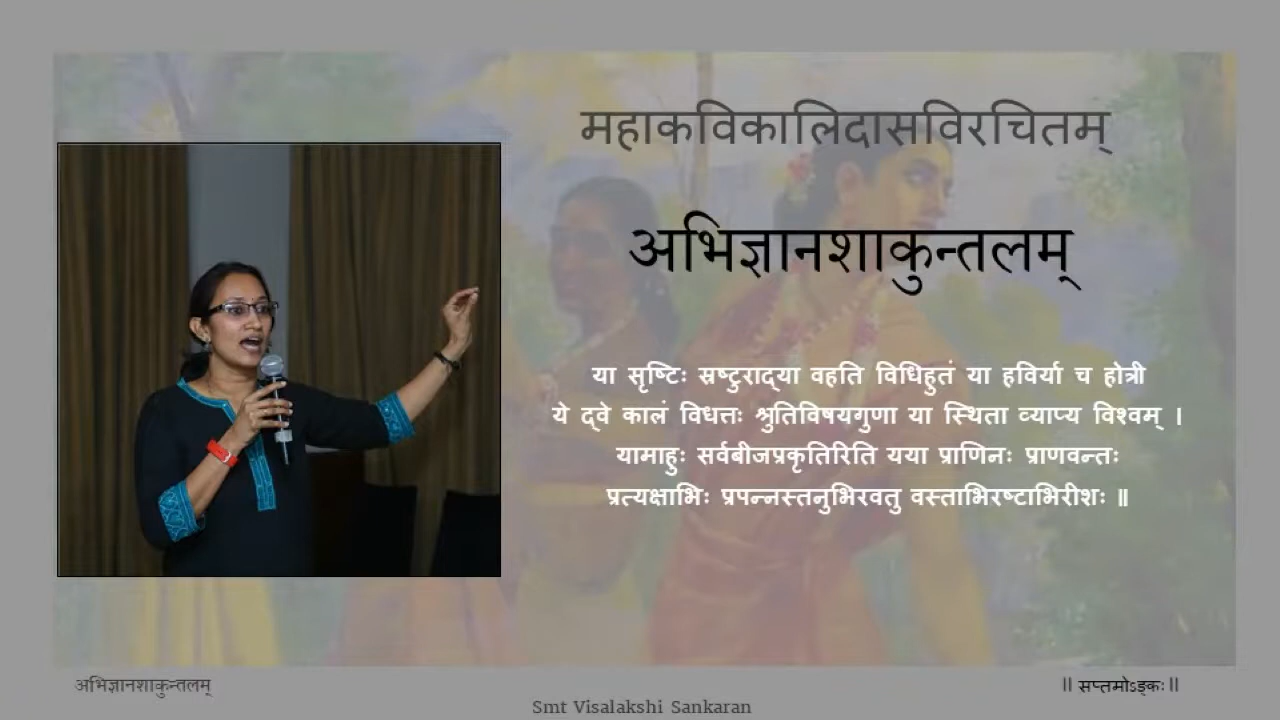 महाकविकालिदासविरचितम्
अभिज्ञानशाकुन्तलम्
या सृष्टिः स्रष्टुराद्या वहति विधिहुतं या हविर्या च होत्री
ये द्वे कालं विधत्तः श्रुतिविषयगुणा या स्थिता व्याप्य विश्वम् ।
यामाहुः सर्वबीजप्रकृतिरिति यया प्राणिनः प्राणवन्तः
प्रत्यक्षाभिः प्रपन्नस्तनुभिरवतु वस्ताभिरष्टाभिरीशः ॥
अभिज्ञानशाकुन्तलम्
॥ सप्तमोऽङ्कः ॥
Smt Visalakshi Sankaran